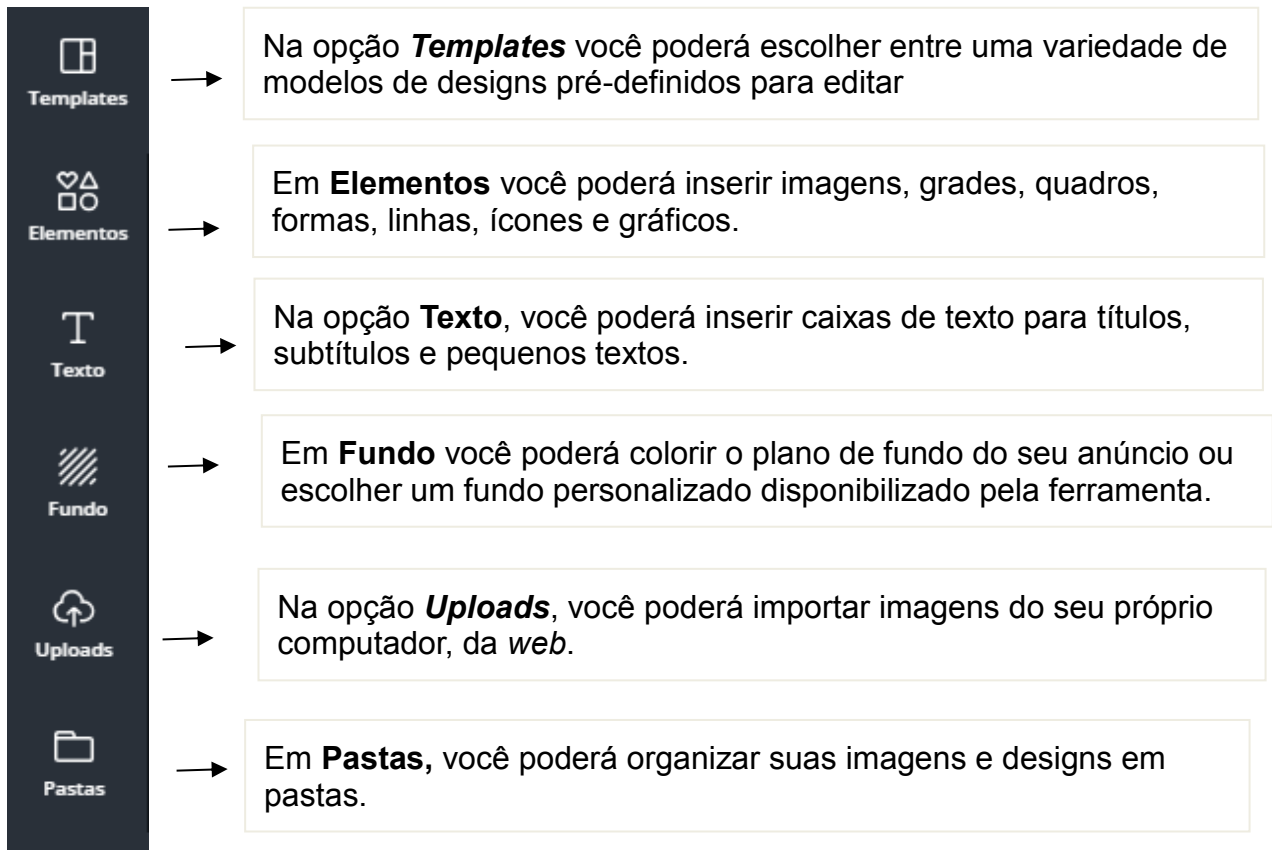 Templates
Na opção Templates você poderá escolher entre uma variedade de
modelos de designs pré-definidos para editar
Elementos
Em Elementos você poderá inserir imagens, grades, quadros,
formas, linhas, ícones e gráficos.
Texto
Na opção Texto, você poderá inserir caixas de texto para títulos,
subtítulos e pequenos textos.
Fundo
Em Fundo você poderá colorir o plano de fundo do seu anúncio ou
escolher um fundo personalizado disponibilizado pela ferramenta.
Uploads
Na opção Uploads, você poderá importar imagens do seu próprio
computador, da web.
Pastas
Em Pastas, você poderá organizar suas imagens e designs em
pastas.